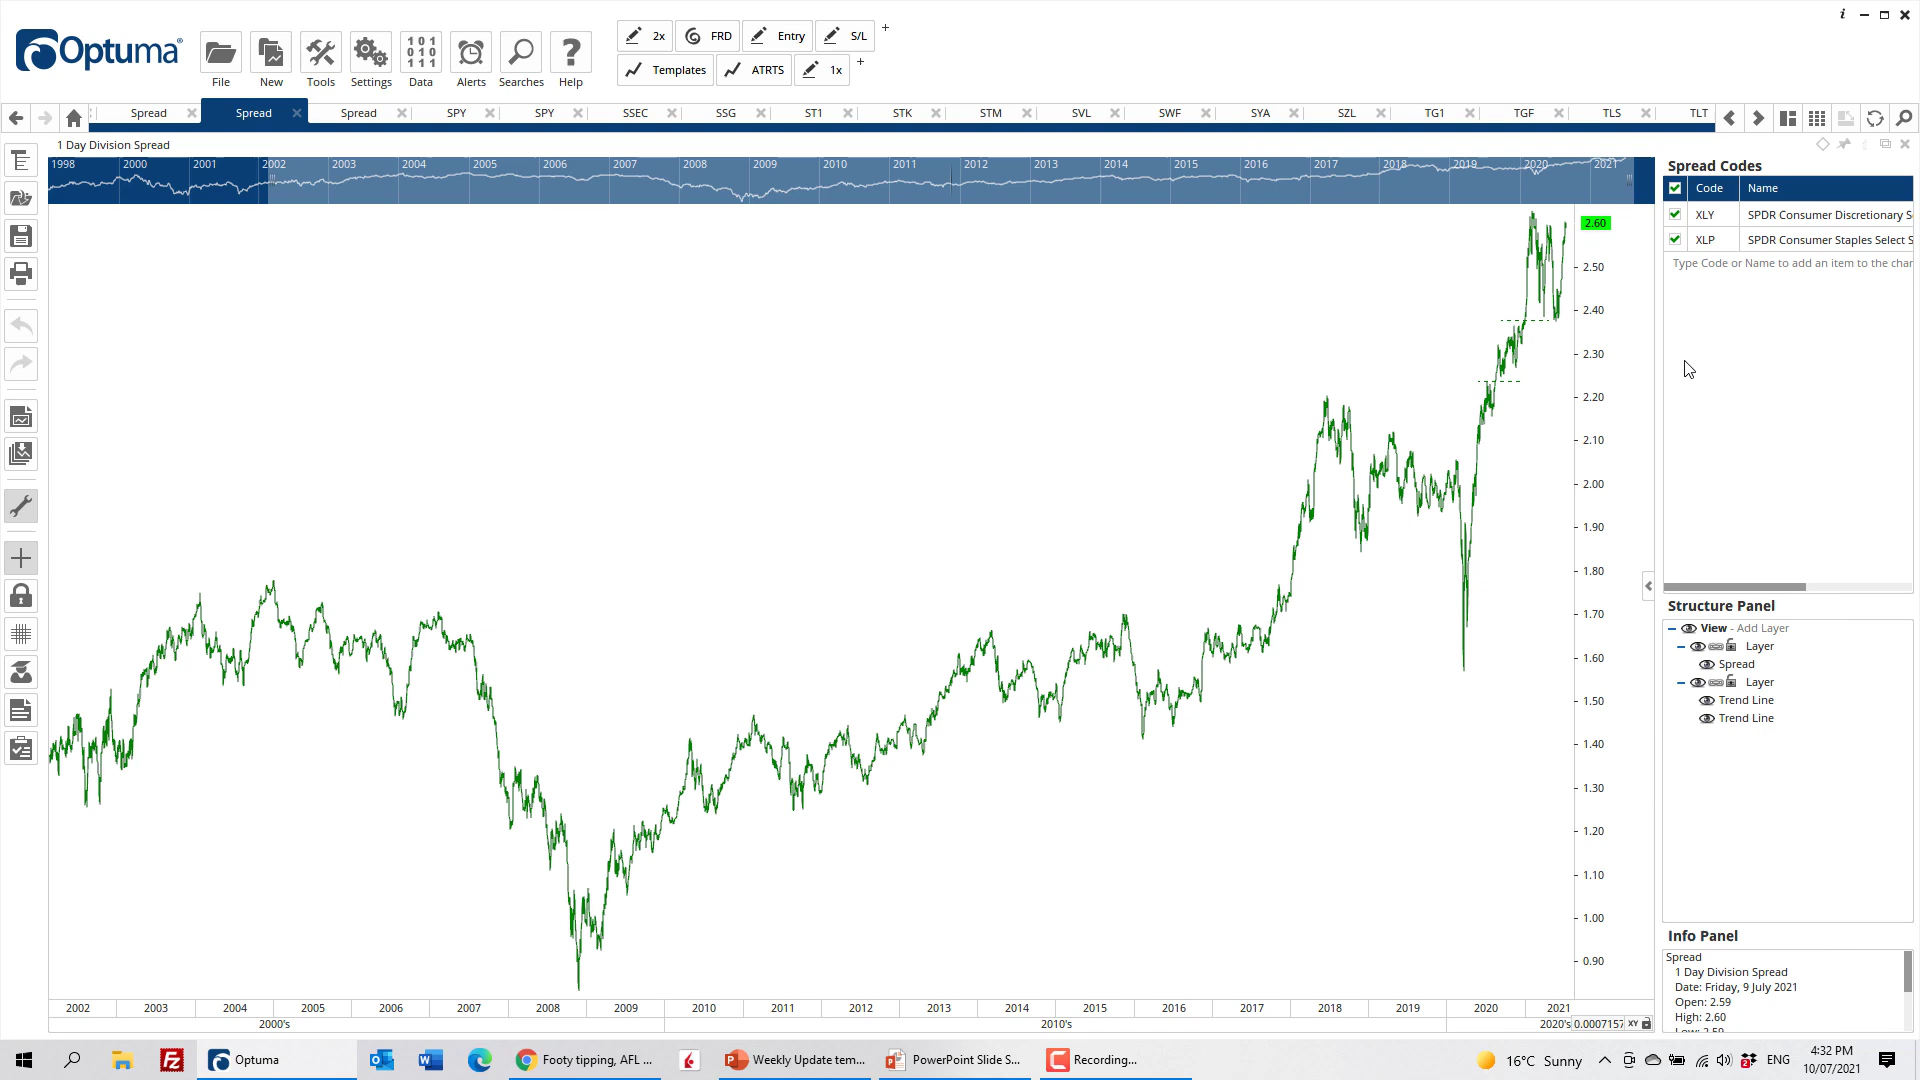 Optuma
File
New
Tools
Settings
Data
Alerts
Searches
Help
2x
FRD
Entry
S/L
Templates
ATRTS
1x
Spread
Spread
Spread
SPY
SPY
SSEC
SSG
ST1
STK
STM
SVL
SWF
SYA
SZL
TG1
TGF
TLS
TLT
1 Day Division Spread
1998 2000 2001 2002 2003 2004 2005 2006 2007 2008 2009 2010 2011 2012 2013 2014 2015 2016 2017 2018 2019 2020 2021
2.60
2.50
2.40
2.30
2.20
2.10
2.00
1.90
1.80
1.70
1.60
1.50
1.40
1.30
1.20
1.10
1.00
0.90
2002 2003 2004 2005 2006 2007 2008 2009 2010 2011 2012 2013 2014 2015 2016 2017 2018 2019 2020 2021
2000's 2010's 2020's 0.0007157 XY
Spread Codes
Code Name
XLY SPDR Consumer Discretionary S
XLP SPDR Consumer Staples Select S
Type Code or Name to add an item to the char
Structure Panel
View - Add Layer
Layer
Spread
Layer
Trend Line
Trend Line
Info Panel
Spread
1 Day Division Spread
Date: Friday, 9 July 2021
Open: 2.59
High: 2.60
Low: 2.59
Optuma
Footy tipping, AFL ...
Weekly Update tem...
PowerPoint Slide S...
Recording...
16°C Sunny
ENG
4:32 PM
10/07/2021